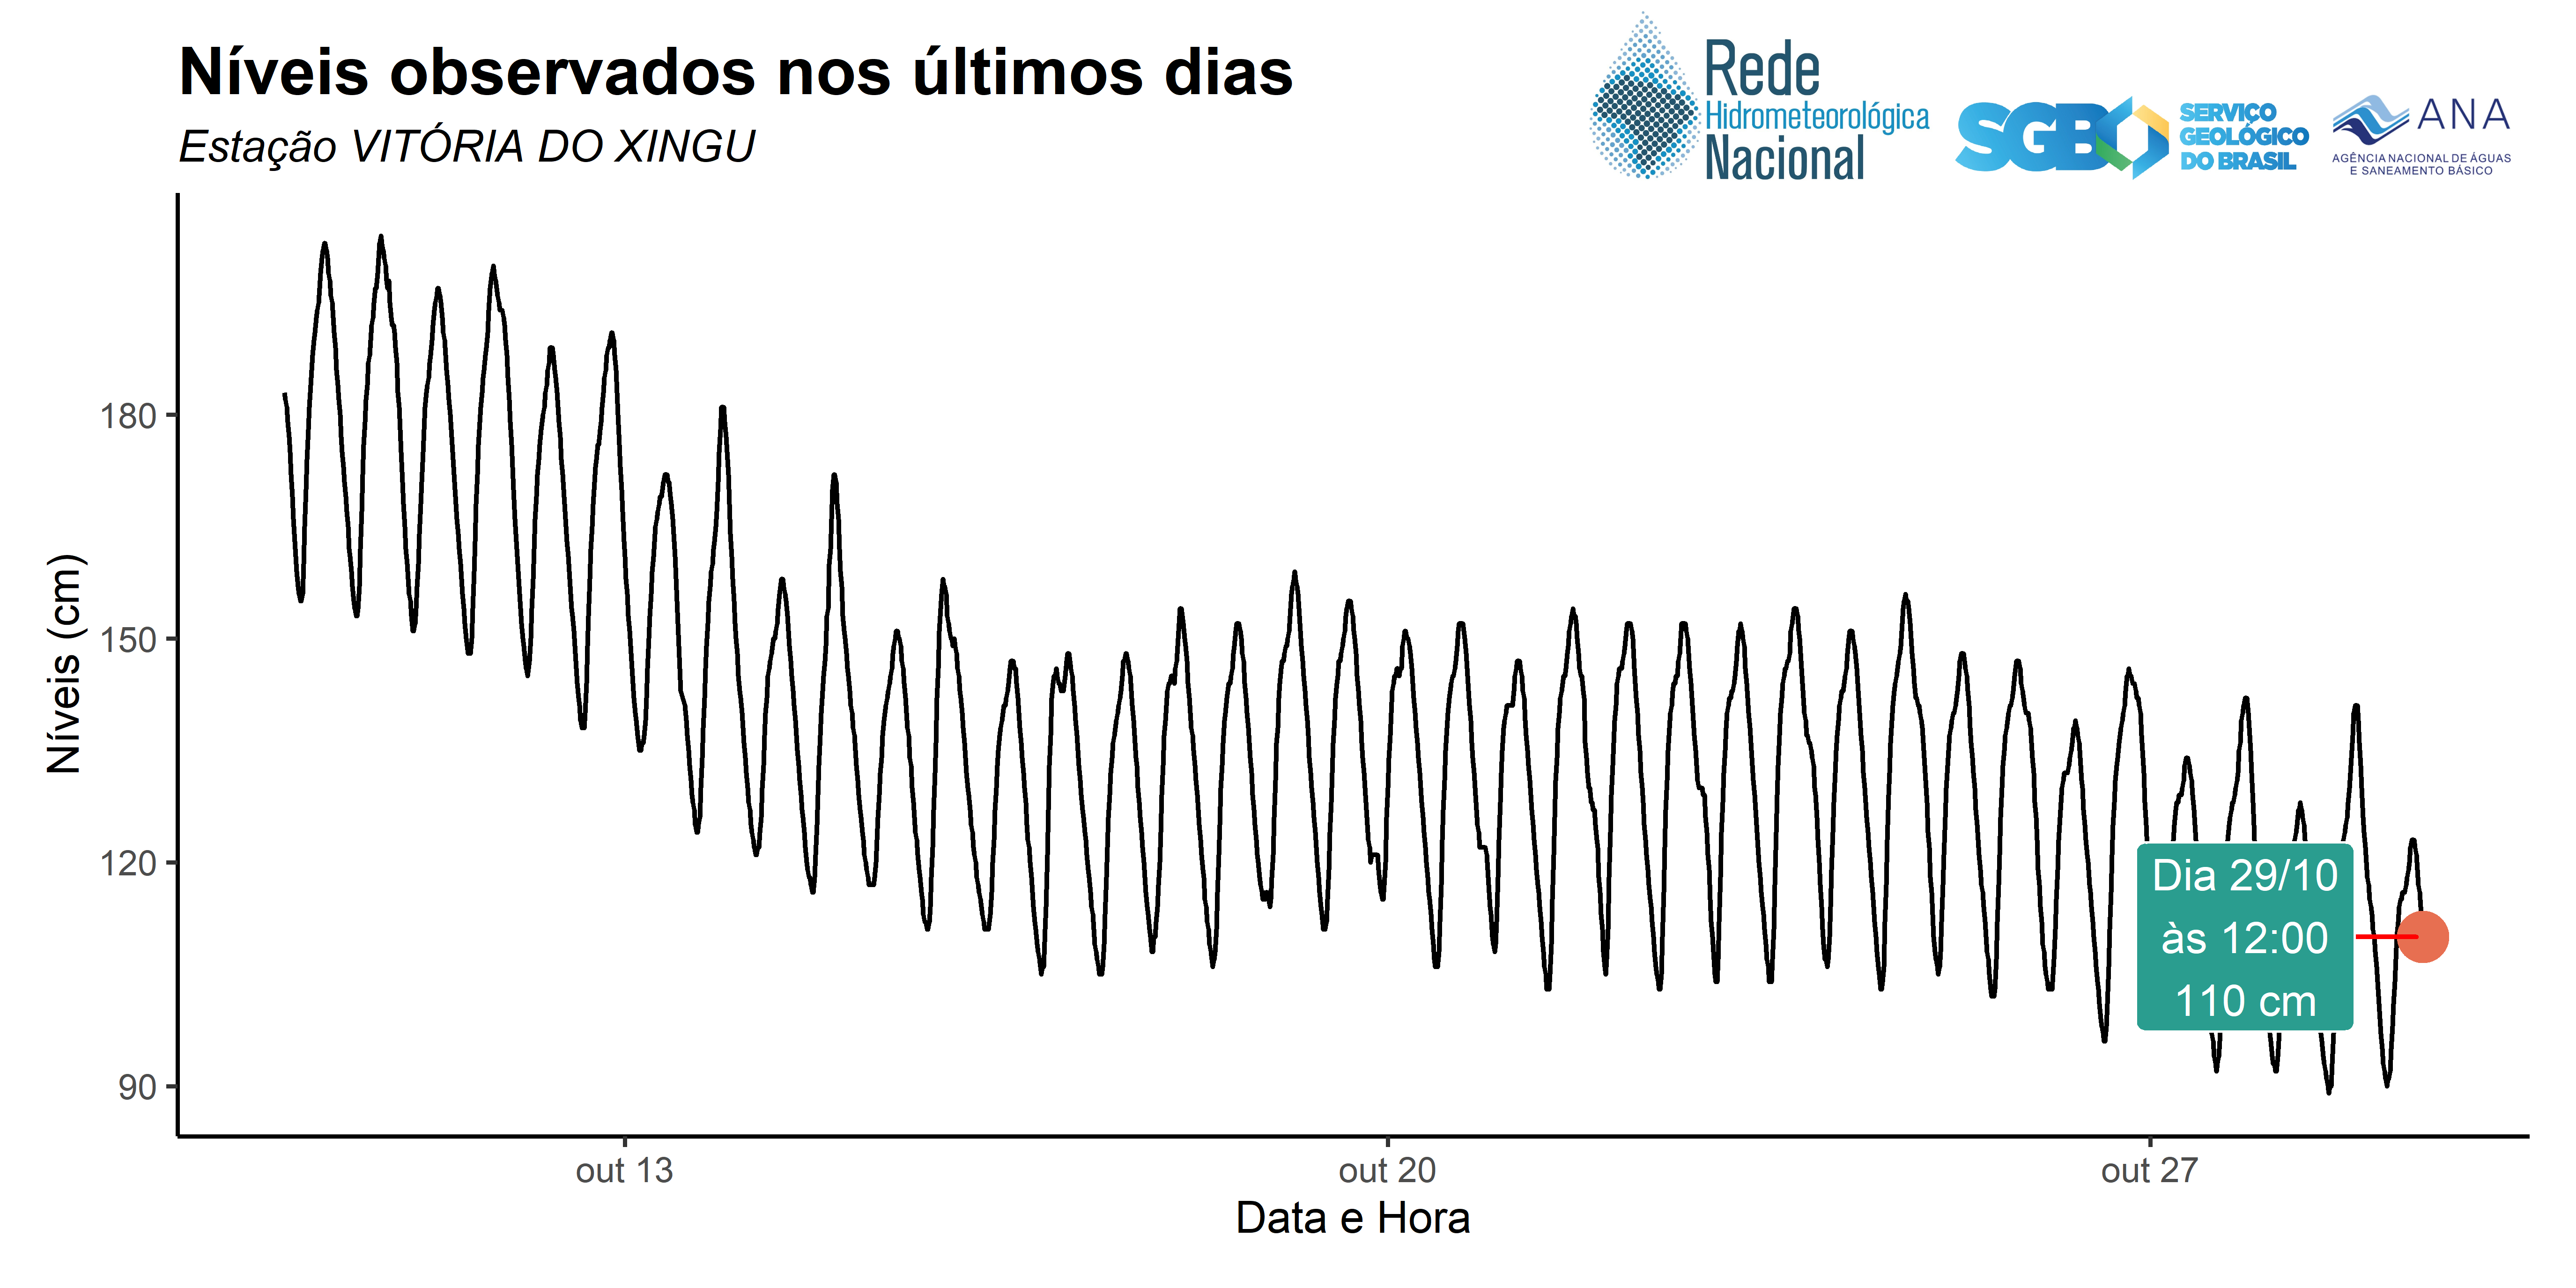 Níveis observados nos últimos dias
Estação VITÓRIA DO XINGU
Rede
Hidrometeorológica
Nacional
SGB
SERVIÇO
GEOLÓGICO
DO BRASIL
ANA
AGÊNCIA NACIONAL DE ÁGUAS
E SANEAMENTO BÁSICO
Níveis (cm)
180
150
120
90
Dia 29/10
às 12:00
110 cm
out 13
out 20
out 27
Data e Hora